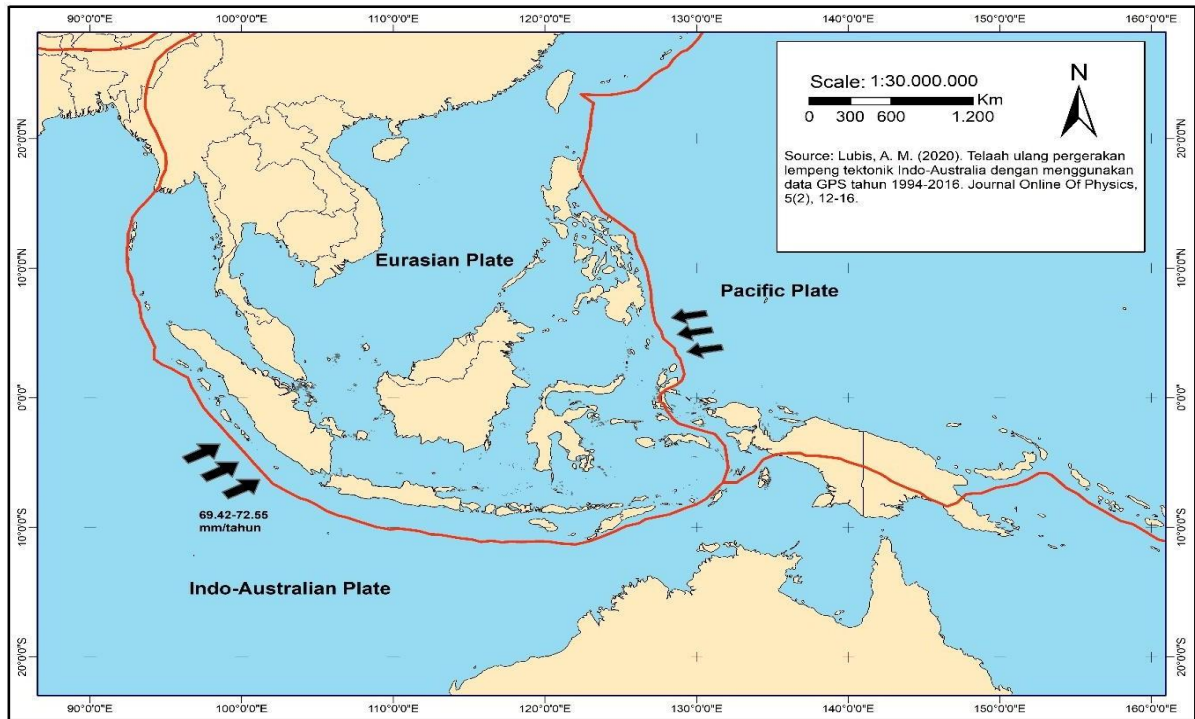 90°0'0"E 100°0'0"E 110°0'0"E 120°0'0"E 130°0'0"E 140°0'0"E 150°0'0"E 160°0'0"E
Scale: 1:30.000.000
Km
0 300 600 1.200
N
Source: Lubis, A. M. (2020). Telaah ulang pergerakan
lempeng tektonik Indo-Australia dengan menggunakan
data GPS tahun 1994-2016. Journal Online Of Physics,
5(2), 12-16.
20°0'0"N 20°0'0"N
10°0'0"N 10°0'0"N
Eurasian Plate
Pacific Plate
0°0'0" 0°0'0"
69.42-72.55
mm/tahun
10°0'0"S 10°0'0"S
Indo-Australian Plate
20°0'0"S 20°0'0"S
90°0'0"E 100°0'0"E 110°0'0"E 120°0'0"E 130°0'0"E 140°0'0"E 150°0'0"E 160°0'0"E